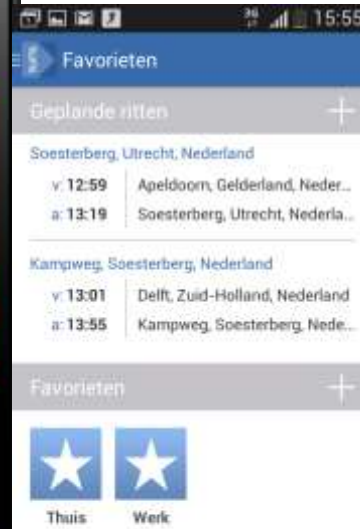 3G 15:55
Favorieten
Geplande ritten
Soesterberg, Utrecht, Nederland
v: 12:59 Apeldoorn, Gelderland, Neder...
a: 13:19 Soesterberg, Utrecht, Nederla...
Kampweg, Soesterberg, Nederland
v: 13:01 Delft, Zuid-Holland, Nederland
a: 13:55 Kampweg, Soesterberg, Nede...
Favorieten
Thuis Werk